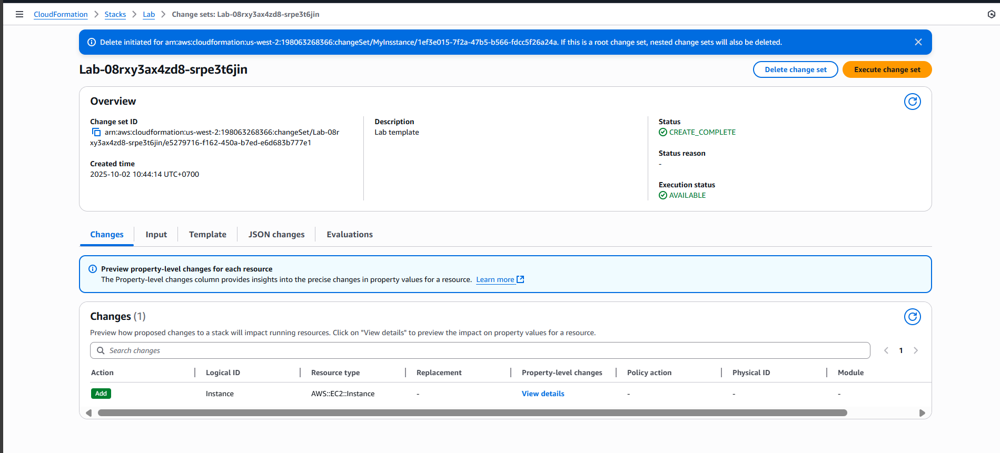 CloudFormation > Stacks > Lab > Change sets: Lab-08rxy3ax4zd8-srpe3t6jin
Delete initiated for arn:aws:cloudformation:us-west-2:198063268366:changeSet/MyInsstance/1ef3e015-7f2a-47b5-b566-fdcc5f26a24a. If this is a root change set, nested change sets will also be deleted.
Lab-08rxy3ax4zd8-srpe3t6jin
Delete change set
Execute change set
Overview
Change set ID
arn:aws:cloudformation:us-west-2:198063268366:changeSet/Lab-08r
xy3ax4zd8-srpe3t6jin/e5279716-f162-450a-b7ed-e6d683b777e1
Created time
2025-10-02 10:44:14 UTC+0700
Description
Lab template
Status
CREATE_COMPLETE
Status reason
-
Execution status
AVAILABLE
Changes Input Template JSON changes Evaluations
Preview property-level changes for each resource
The Property-level changes column provides insights into the precise changes in property values for a resource. Learn more
Changes (1)
Preview how proposed changes to a stack will impact running resources. Click on "View details" to preview the impact on property values for a resource.
Search changes
1
Action Logical ID Resource type Replacement Property-level changes Policy action Physical ID Module
Add Instance AWS::EC2::Instance - View details - - -